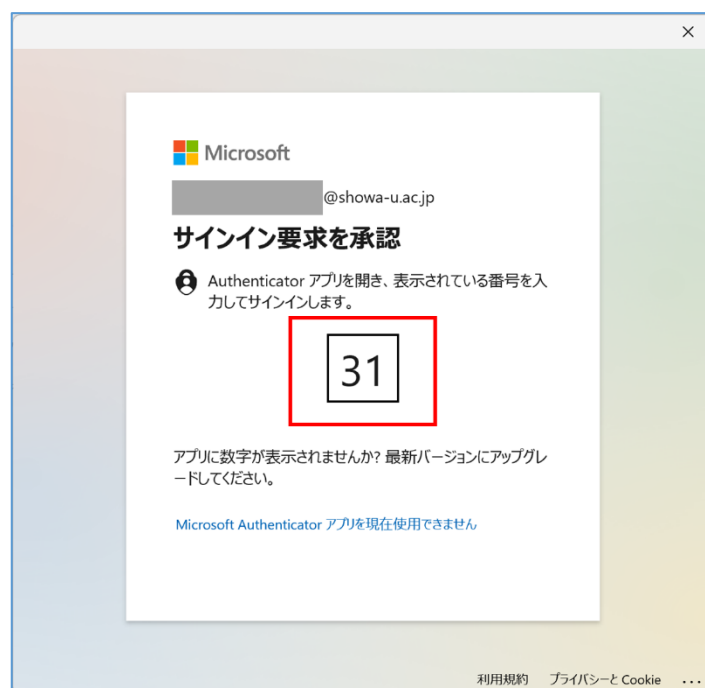 Microsoft
@showa-u.ac.jp
サインイン要求を承認
Authenticator アプリを開き、表示されている番号を入
力してサインインします。
31
アプリに数字が表示されませんか? 最新バージョンにアップグレ
ードしてください。
Microsoft Authenticator アプリを現在使用できません
利用規約 プライバシーと Cookie ...